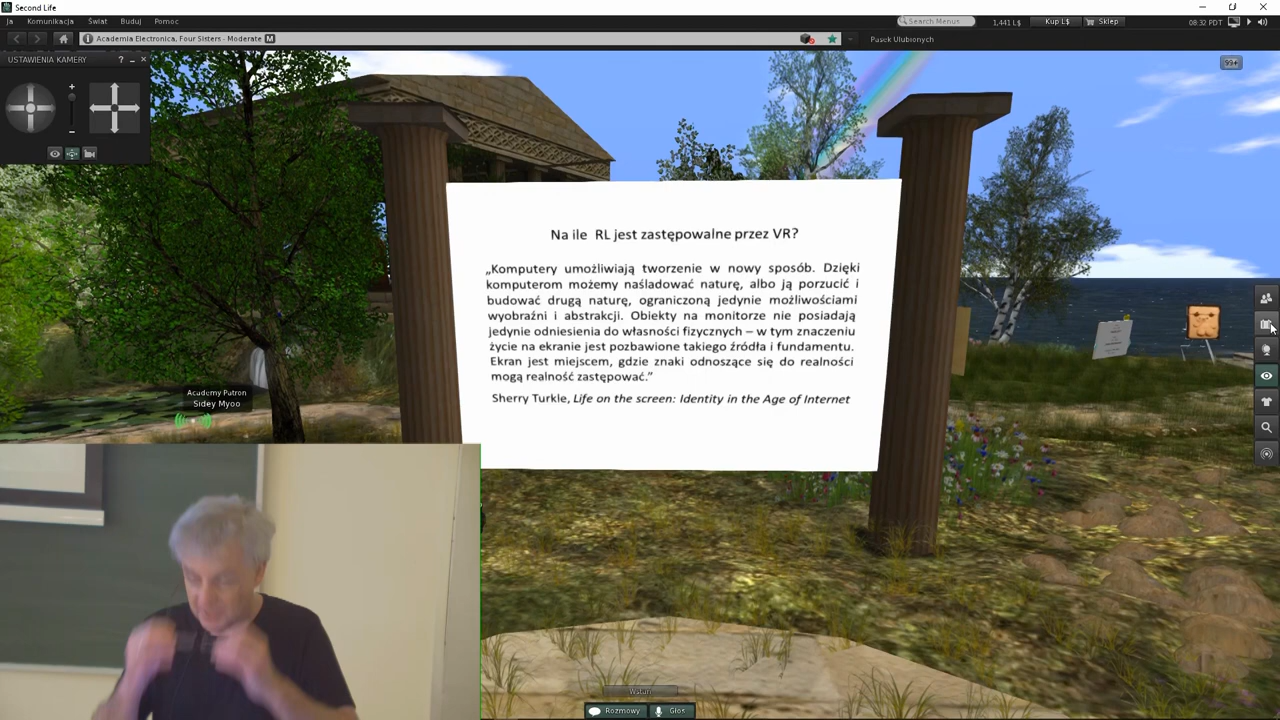 Second Life
Ja Komunikacja Świat Buduj Pomoc
Search Menus 1,441 L$ Kup L$ Sklep 08:32 PDT
Academia Electronica, Four Sisters - Moderate M Pasek Ulubionych
USTAWIENIA KAMERY ?
99+
Na ile RL jest zastępowalne przez VR?
„Komputery umożliwiają tworzenie w nowy sposób. Dzięki
komputerom możemy naśladować naturę, albo ją porzucić i
budować drugą naturę, ograniczoną jedynie możliwościami
wyobraźni i abstrakcji. Obiekty na monitorze nie posiadają
jedynie odniesienia do własności fizycznych – w tym znaczeniu
życie na ekranie jest pozbawione takiego źródła i fundamentu.
Ekran jest miejscem, gdzie znaki odnoszące się do realności
mogą realność zastępować.”
Sherry Turkle, Life on the screen: Identity in the Age of Internet
Academy Patron
Sidey Myoo
Wstań
Rozmowy Głos